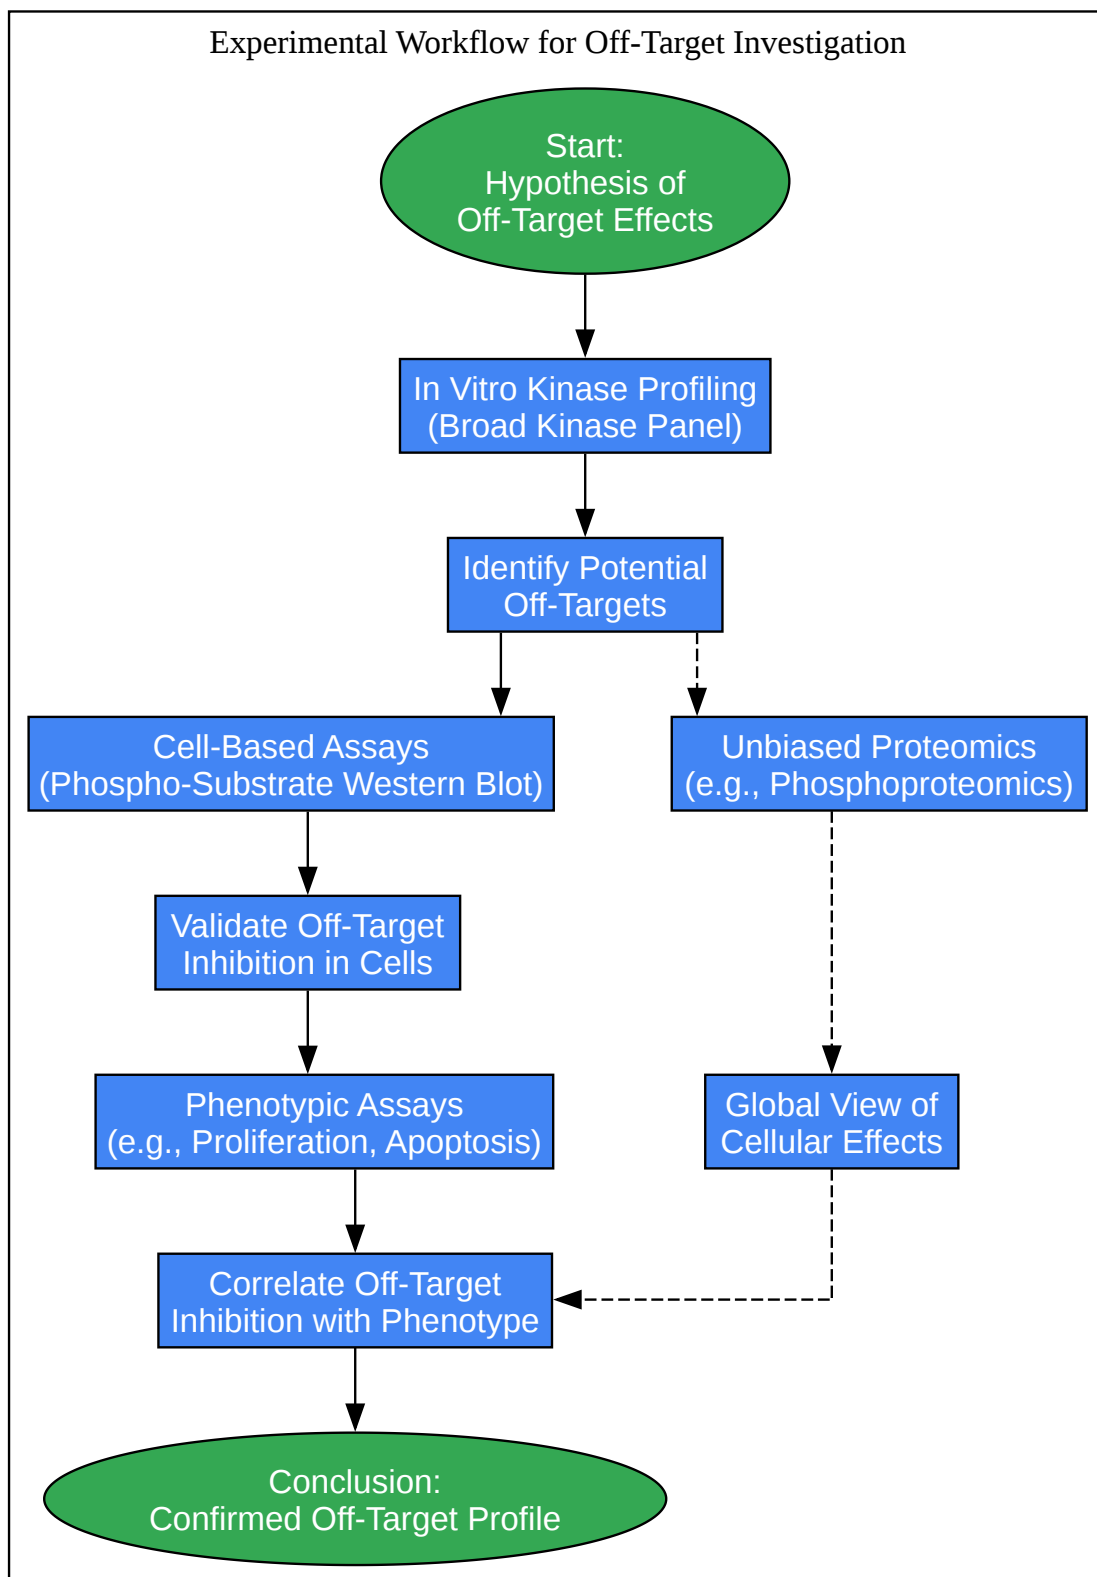 Experimental Workflow for Off-Target Investigation
Start:
Hypothesis of
Off-Target Effects
In Vitro Kinase Profiling
(Broad Kinase Panel)
Identify Potential
Off-Targets
Cell-Based Assays
(Phospho-Substrate Western Blot)
Unbiased Proteomics
(e.g., Phosphoproteomics)
Validate Off-Target
Inhibition in Cells
Phenotypic Assays
(e.g., Proliferation, Apoptosis)
Global View of
Cellular Effects
Correlate Off-Target
Inhibition with Phenotype
Conclusion:
Confirmed Off-Target Profile